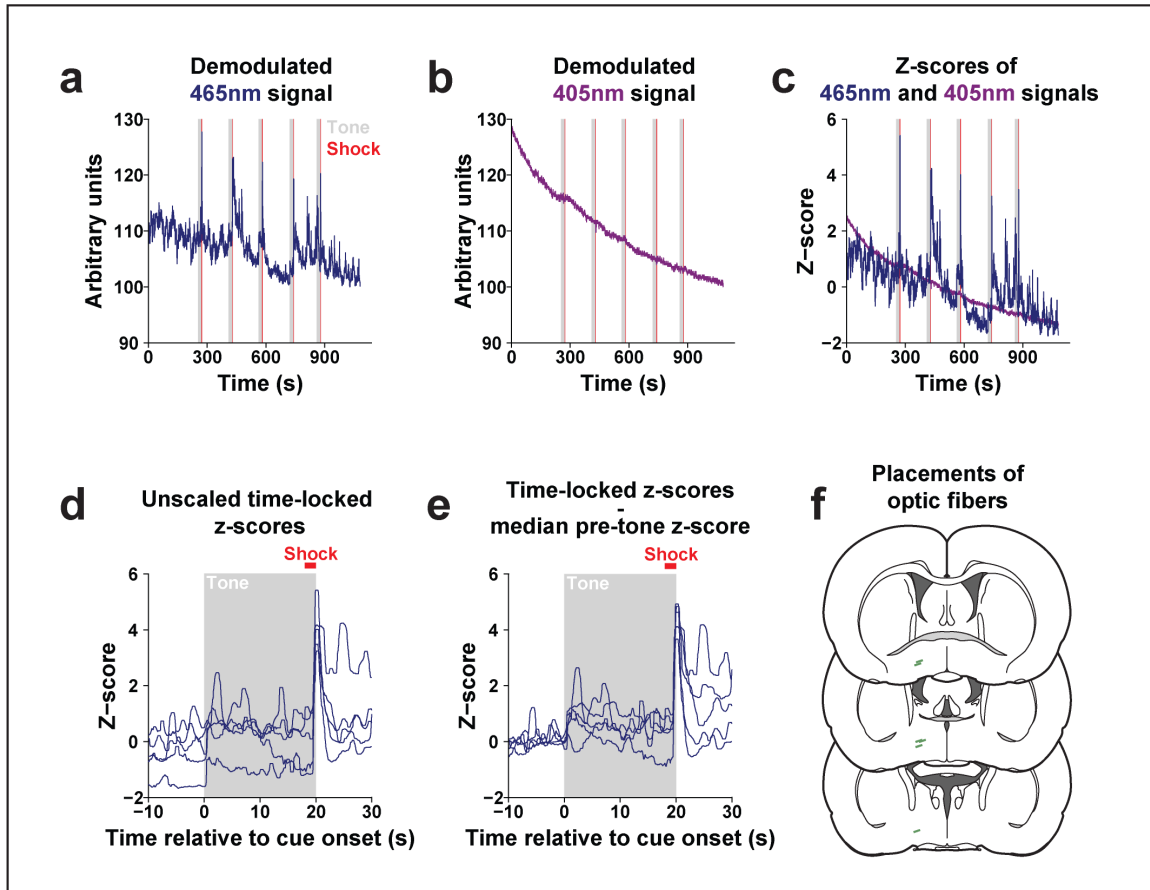 a
Demodulated
465nm signal
130
120
110
100
90
Arbitrary units
0
300
600
900
Time (s)
Tone
Shock
b
Demodulated
405nm signal
130
120
110
100
90
Arbitrary units
0
300
600
900
Time (s)
c
Z-scores of
465nm and 405nm signals
6
4
2
0
−2
Z−score
0
300
600
900
Time (s)
d
Unscaled time-locked
z-scores
Shock
Tone
6
4
2
0
−2
Z−score
−10
0
10
20
30
Time relative to cue onset (s)
e
Time-locked z-scores
-
median pre-tone z-score
Shock
Tone
6
4
2
0
−2
Z−score
−10
0
10
20
30
Time relative to cue onset (s)
f
Placements of
optic fibers